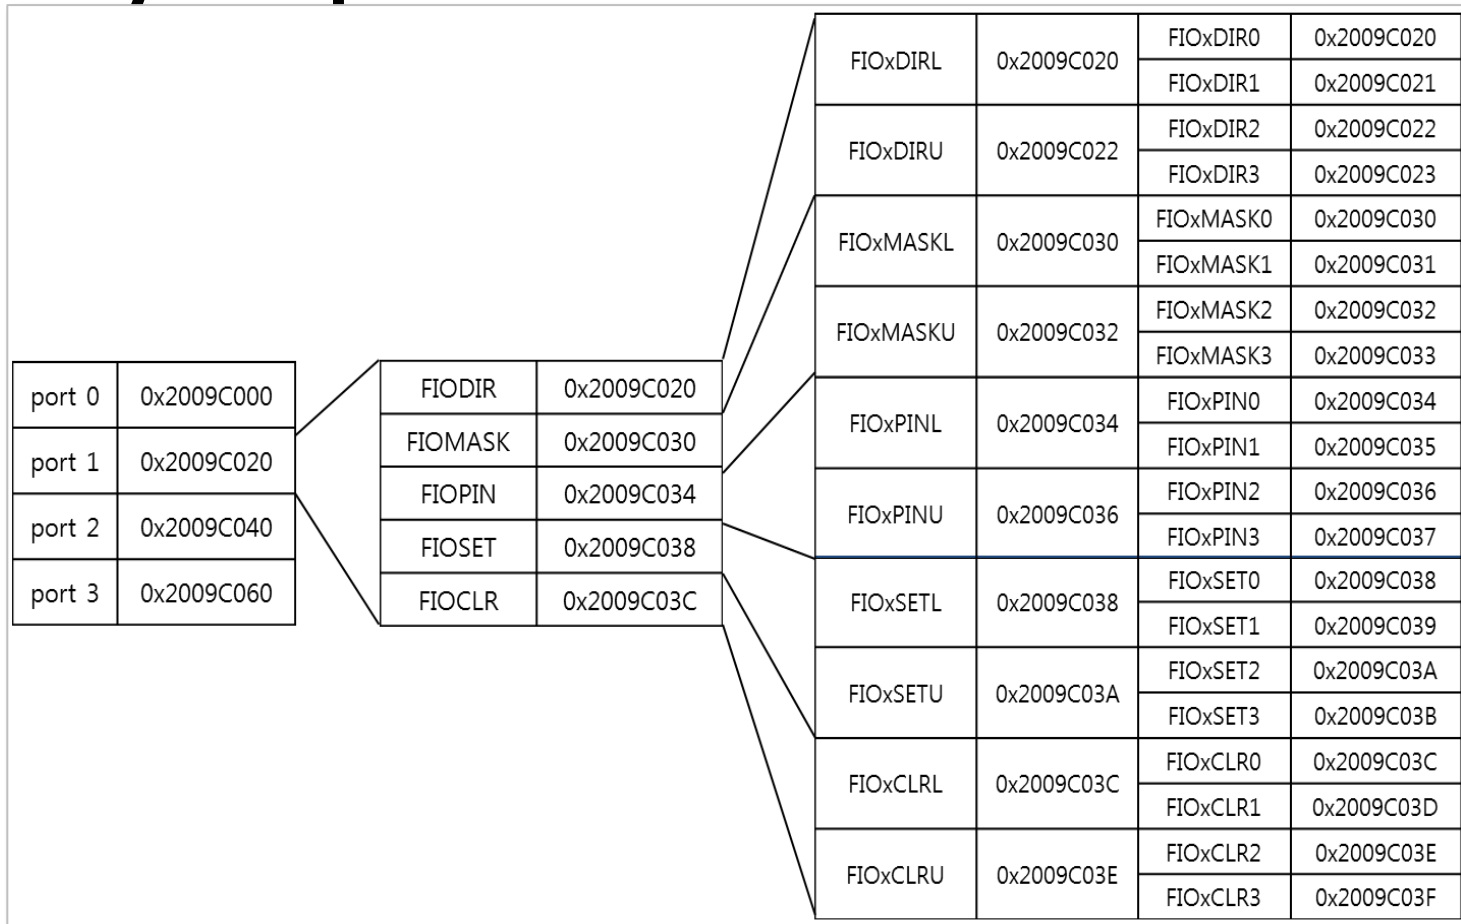 port 0 0x2009C000
port 1 0x2009C020
port 2 0x2009C040
port 3 0x2009C060
FIODIR 0x2009C020
FIOMASK 0x2009C030
FIOPIN 0x2009C034
FIOSET 0x2009C038
FIOCLR 0x2009C03C
FIOxDIRL 0x2009C020 FIOxDIR0 0x2009C020
FIOxDIR1 0x2009C021
FIOxDIRU 0x2009C022 FIOxDIR2 0x2009C022
FIOxDIR3 0x2009C023
FIOxMASKL 0x2009C030 FIOxMASK0 0x2009C030
FIOxMASK1 0x2009C031
FIOxMASKU 0x2009C032 FIOxMASK2 0x2009C032
FIOxMASK3 0x2009C033
FIOxPINL 0x2009C034 FIOxPIN0 0x2009C034
FIOxPIN1 0x2009C035
FIOxPINU 0x2009C036 FIOxPIN2 0x2009C036
FIOxPIN3 0x2009C037
FIOxSETL 0x2009C038 FIOxSET0 0x2009C038
FIOxSET1 0x2009C039
FIOxSETU 0x2009C03A FIOxSET2 0x2009C03A
FIOxSET3 0x2009C03B
FIOxCLRL 0x2009C03C FIOxCLR0 0x2009C03C
FIOxCLR1 0x2009C03D
FIOxCLRU 0x2009C03E FIOxCLR2 0x2009C03E
FIOxCLR3 0x2009C03F